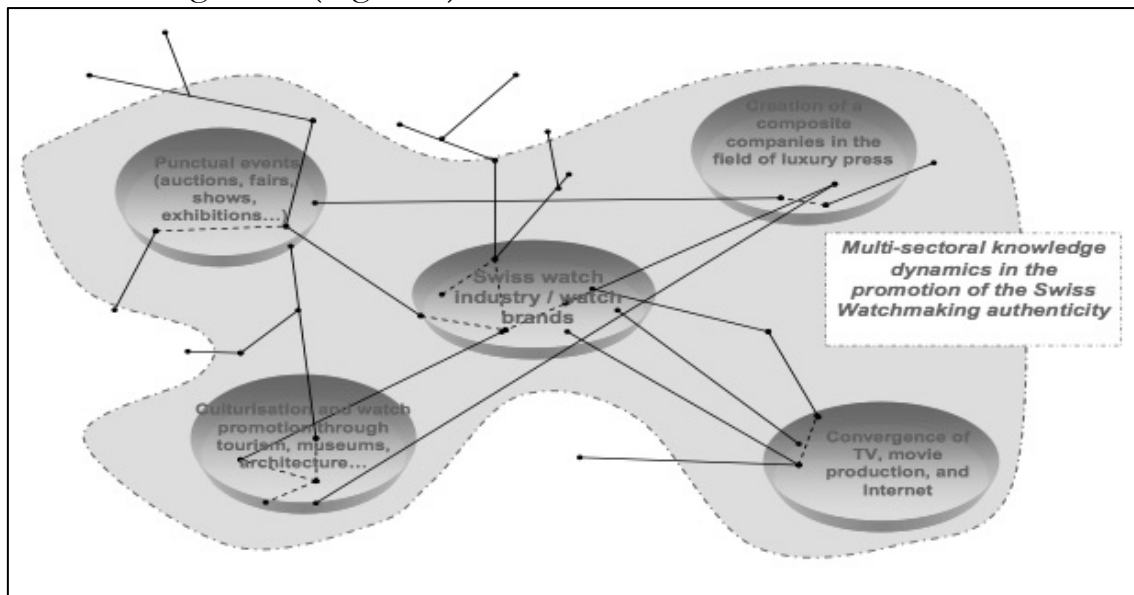 Punctual events
(auctions, fairs,
shows,
exhibitions…)
Creation of a
composite
companies in the
field of luxury press
Multi-sectoral knowledge
dynamics in the
promotion of the Swiss
Watchmaking authenticity
Swiss watch
industry / watch
brands
Culturisation and watch
promotion through
tourism, museums,
architecture…
Convergence of
TV, movie
production, and
Internet